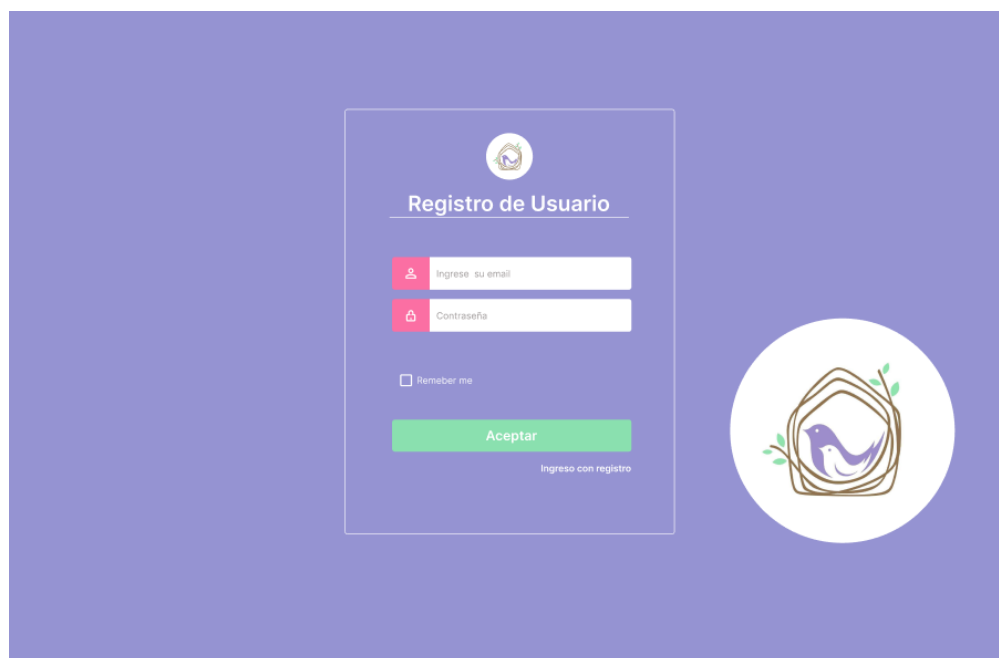 Registro de Usuario
Ingrese su email
Contraseña
Remeber me
Aceptar
Ingreso con registro